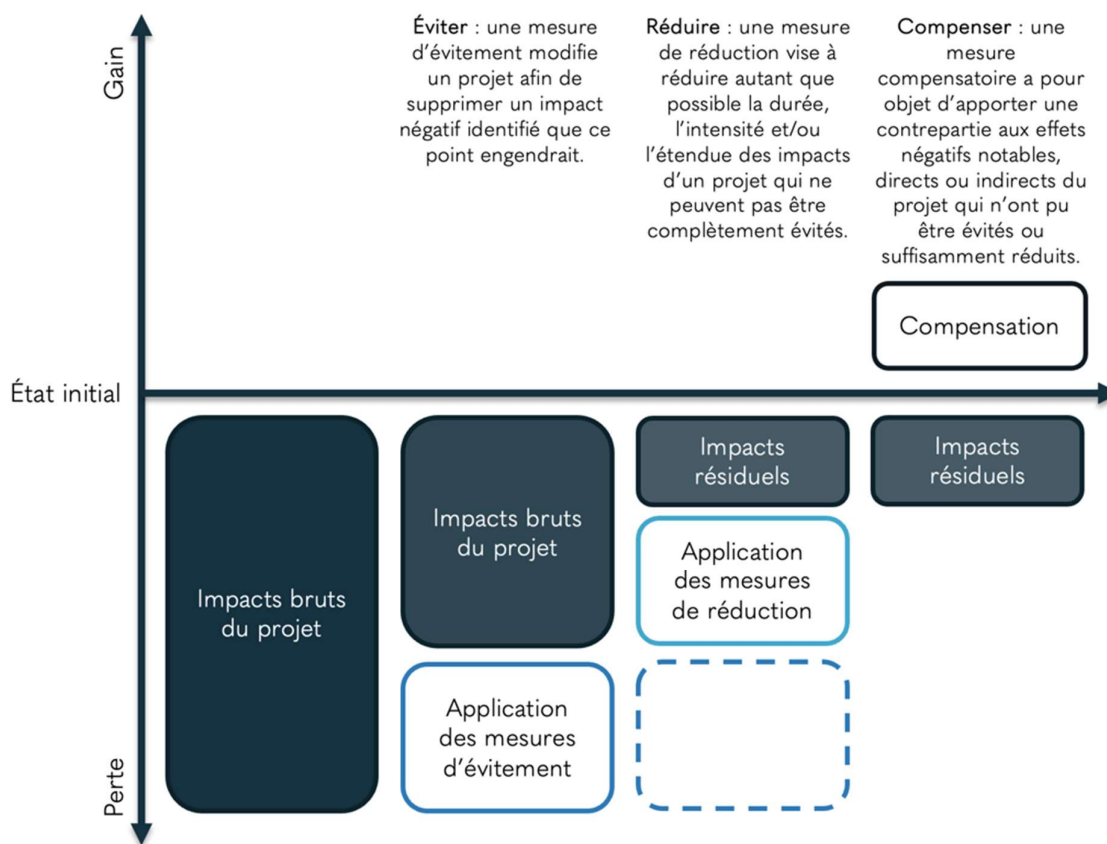 Gain
Éviter : une mesure
d’évitement modifie
un projet afin de
supprimer un impact
négatif identifié que ce
point engendrait.
Réduire : une mesure
de réduction vise à
réduire autant que
possible la durée,
l’intensité et/ou
l’étendue des impacts
d’un projet qui ne
peuvent pas être
complètement évités.
Compenser : une
mesure
compensatoire a pour
objet d’apporter une
contrepartie aux effets
négatifs notables,
directs ou indirects du
projet qui n’ont pu
être évités ou
suffisamment réduits.
Compensation
État initial
Impacts bruts
du projet
Impacts bruts
du projet
Application
des mesures
d’évitement
Impacts
résiduels
Application
des mesures
de réduction
Impacts
résiduels
Perte